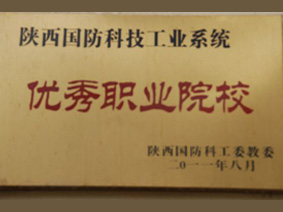 陕西国防科技工业系统
优秀职业院校
陕西国防科工委教委
二〇一一年八月